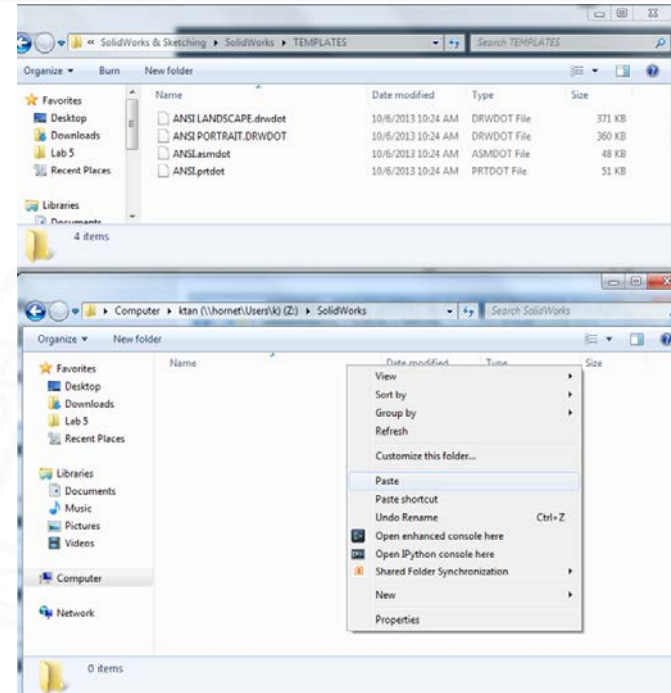 « SolidWorks & Sketching ▸ SolidWorks ▸ TEMPLATES
Search TEMPLATES
Organize ▾ Burn New folder
Favorites
Desktop
Downloads
Lab 5
Recent Places
Libraries
Documents
Name Date modified Type Size
ANSI LANDSCAPE.drwdot 10/6/2013 10:24 AM DRWDOT File 371 KB
ANSI PORTRAIT.DRWDOT 10/6/2013 10:24 AM DRWDOT File 360 KB
ANSI.asmdot 10/6/2013 10:24 AM ASMDOT File 48 KB
ANSI.prtdot 10/6/2013 10:24 AM PRTDOT File 51 KB
4 items
▸ Computer ▸ ktan (\\hornet\Users\k) (Z:) ▸ SolidWorks
Search SolidWorks
Organize ▾ New folder
Favorites
Desktop
Downloads
Lab 5
Recent Places
Libraries
Documents
Music
Pictures
Videos
Computer
Network
Name Date modified Type Size
View
Sort by
Group by
Refresh
Customize this folder...
Paste
Paste shortcut
Undo Rename Ctrl+Z
Open enhanced console here
Open IPython console here
Shared Folder Synchronization
New
Properties
0 items